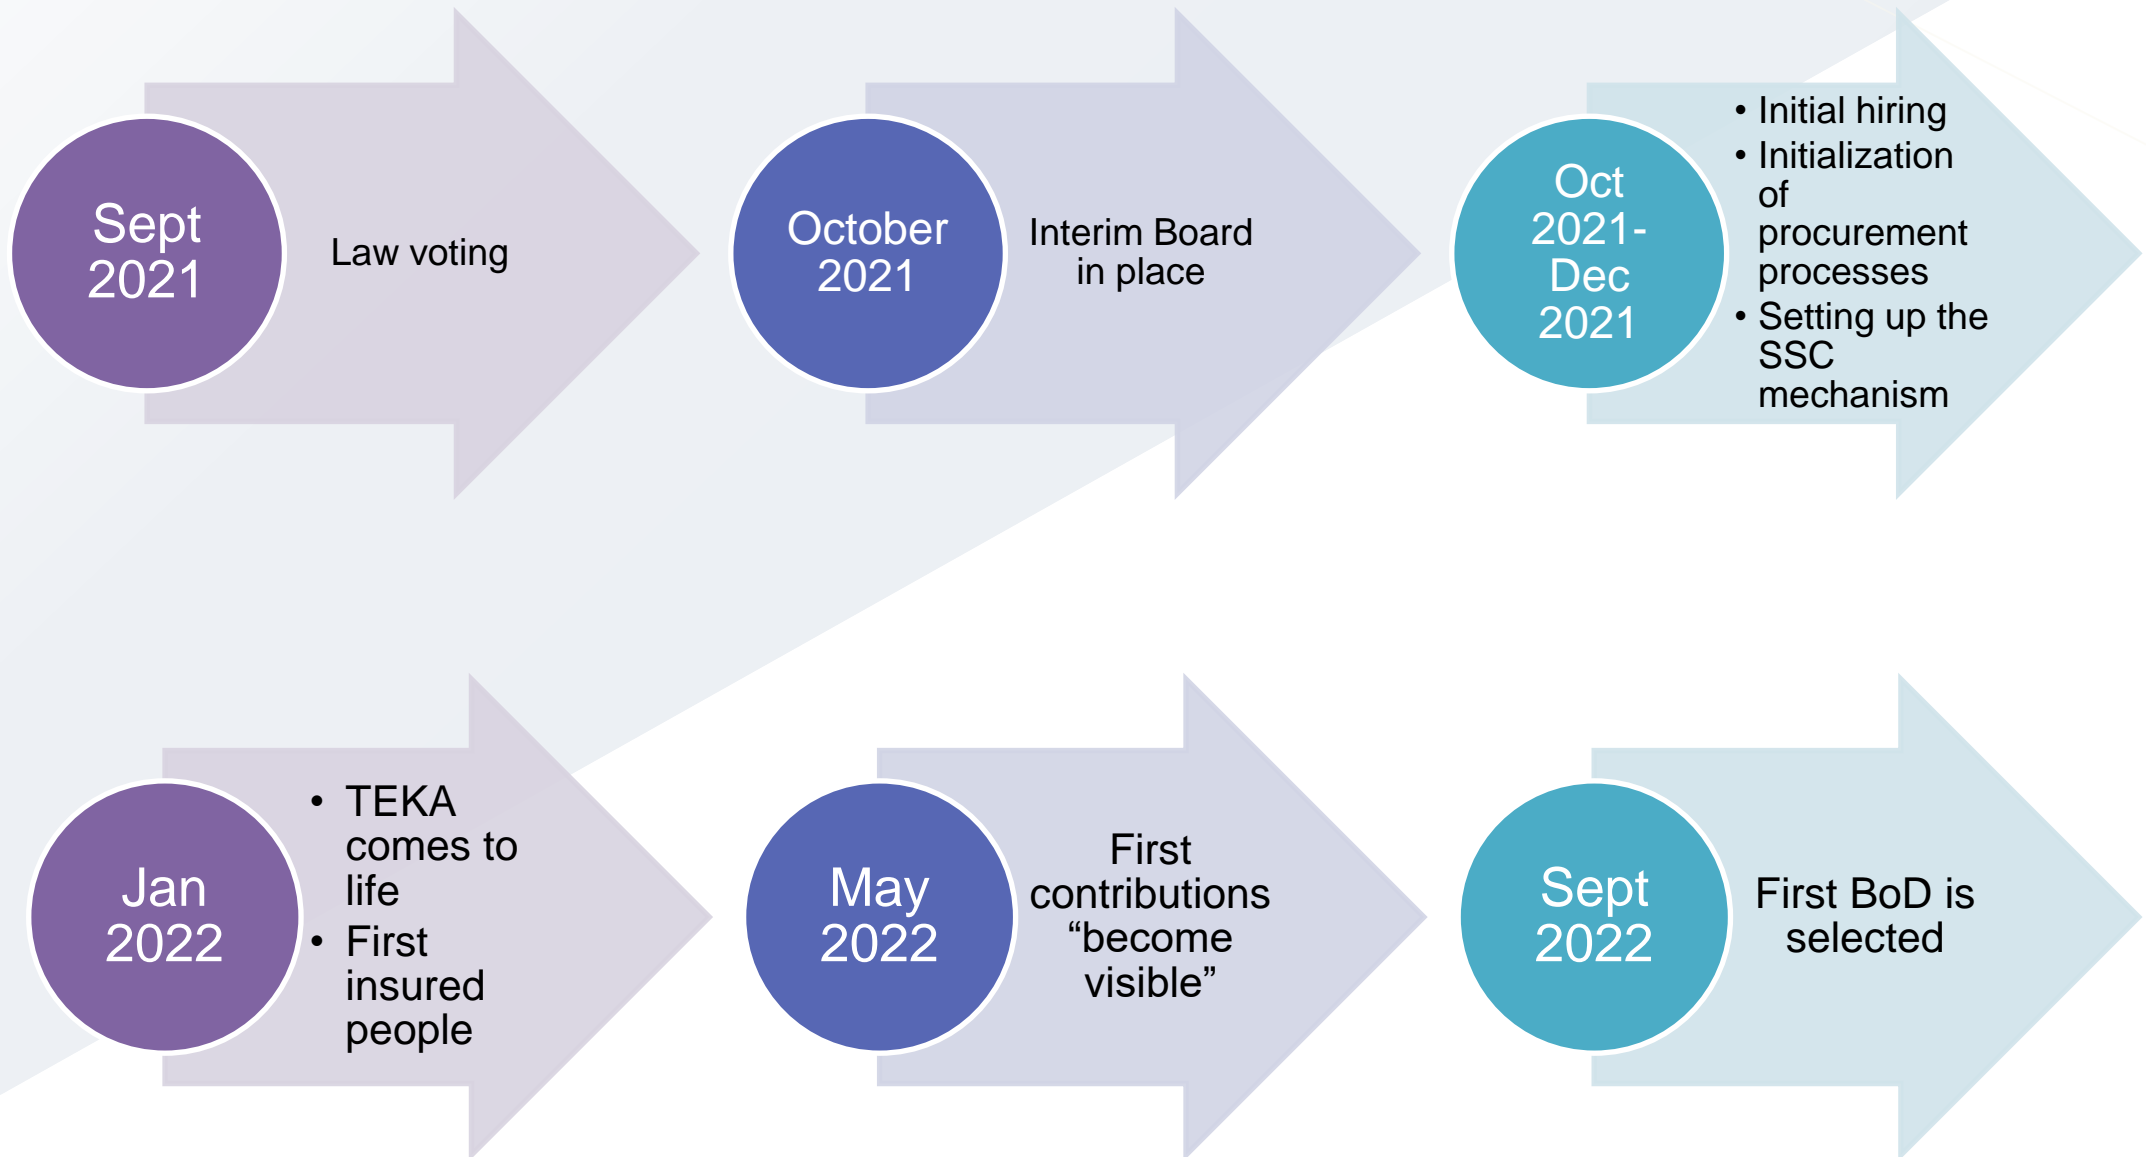 Sept
2021
Law voting
October
2021
Interim Board
in place
Oct
2021-
Dec
2021
• Initial hiring
• Initialization
of
procurement
processes
• Setting up the
SSC
mechanism
Jan
2022
• TEKA
comes to
life
• First
insured
people
May
2022
First
contributions
“become
visible”
Sept
2022
First BoD is
selected